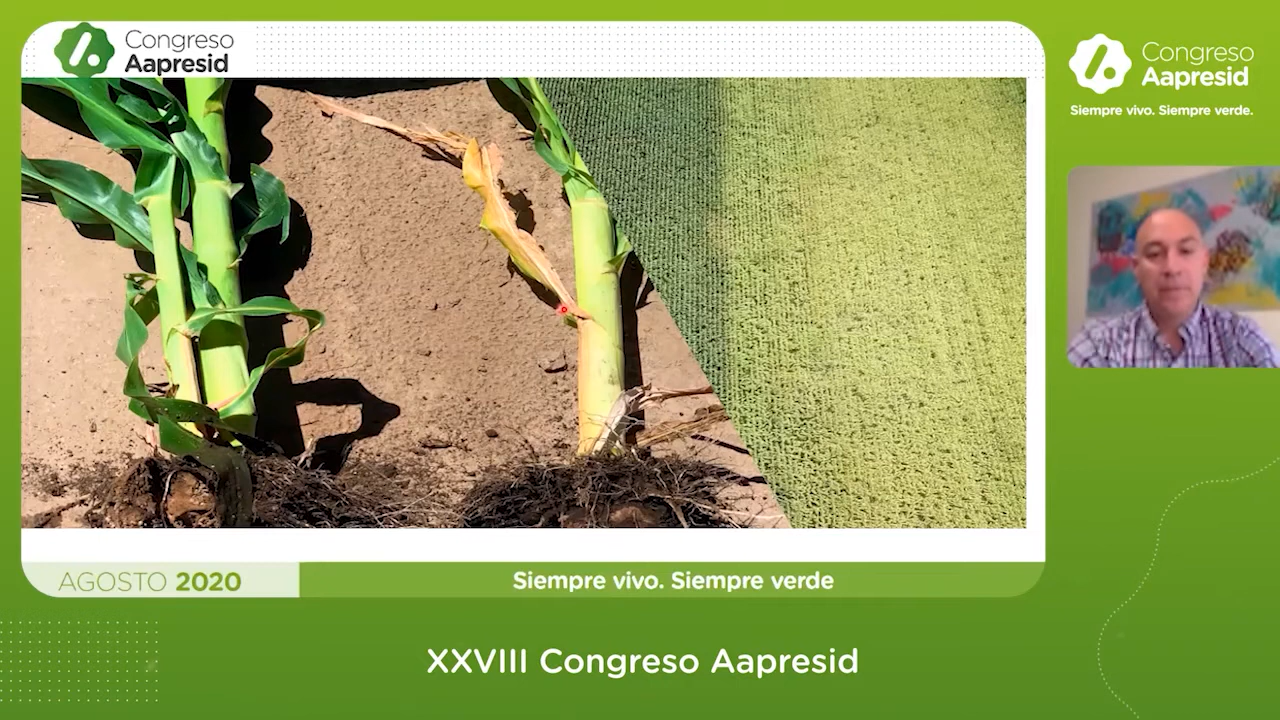 Congreso
Aapresid
Congreso
Aapresid
Siempre vivo. Siempre verde.
AGOSTO 2020
Siempre vivo. Siempre verde
XXVIII Congreso Aapresid